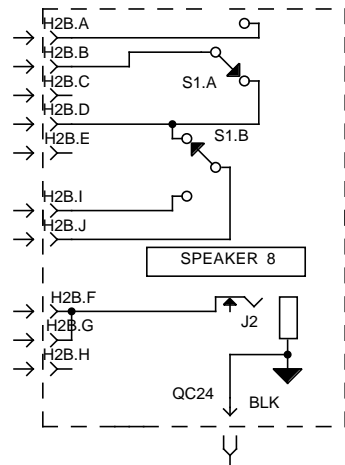 H2B.A
H2B.B
H2B.C
S1.A
H2B.D
S1.B
H2B.E
H2B.I
H2B.J
SPEAKER 8
H2B.F
J2
H2B.G
H2B.H
QC24
BLK